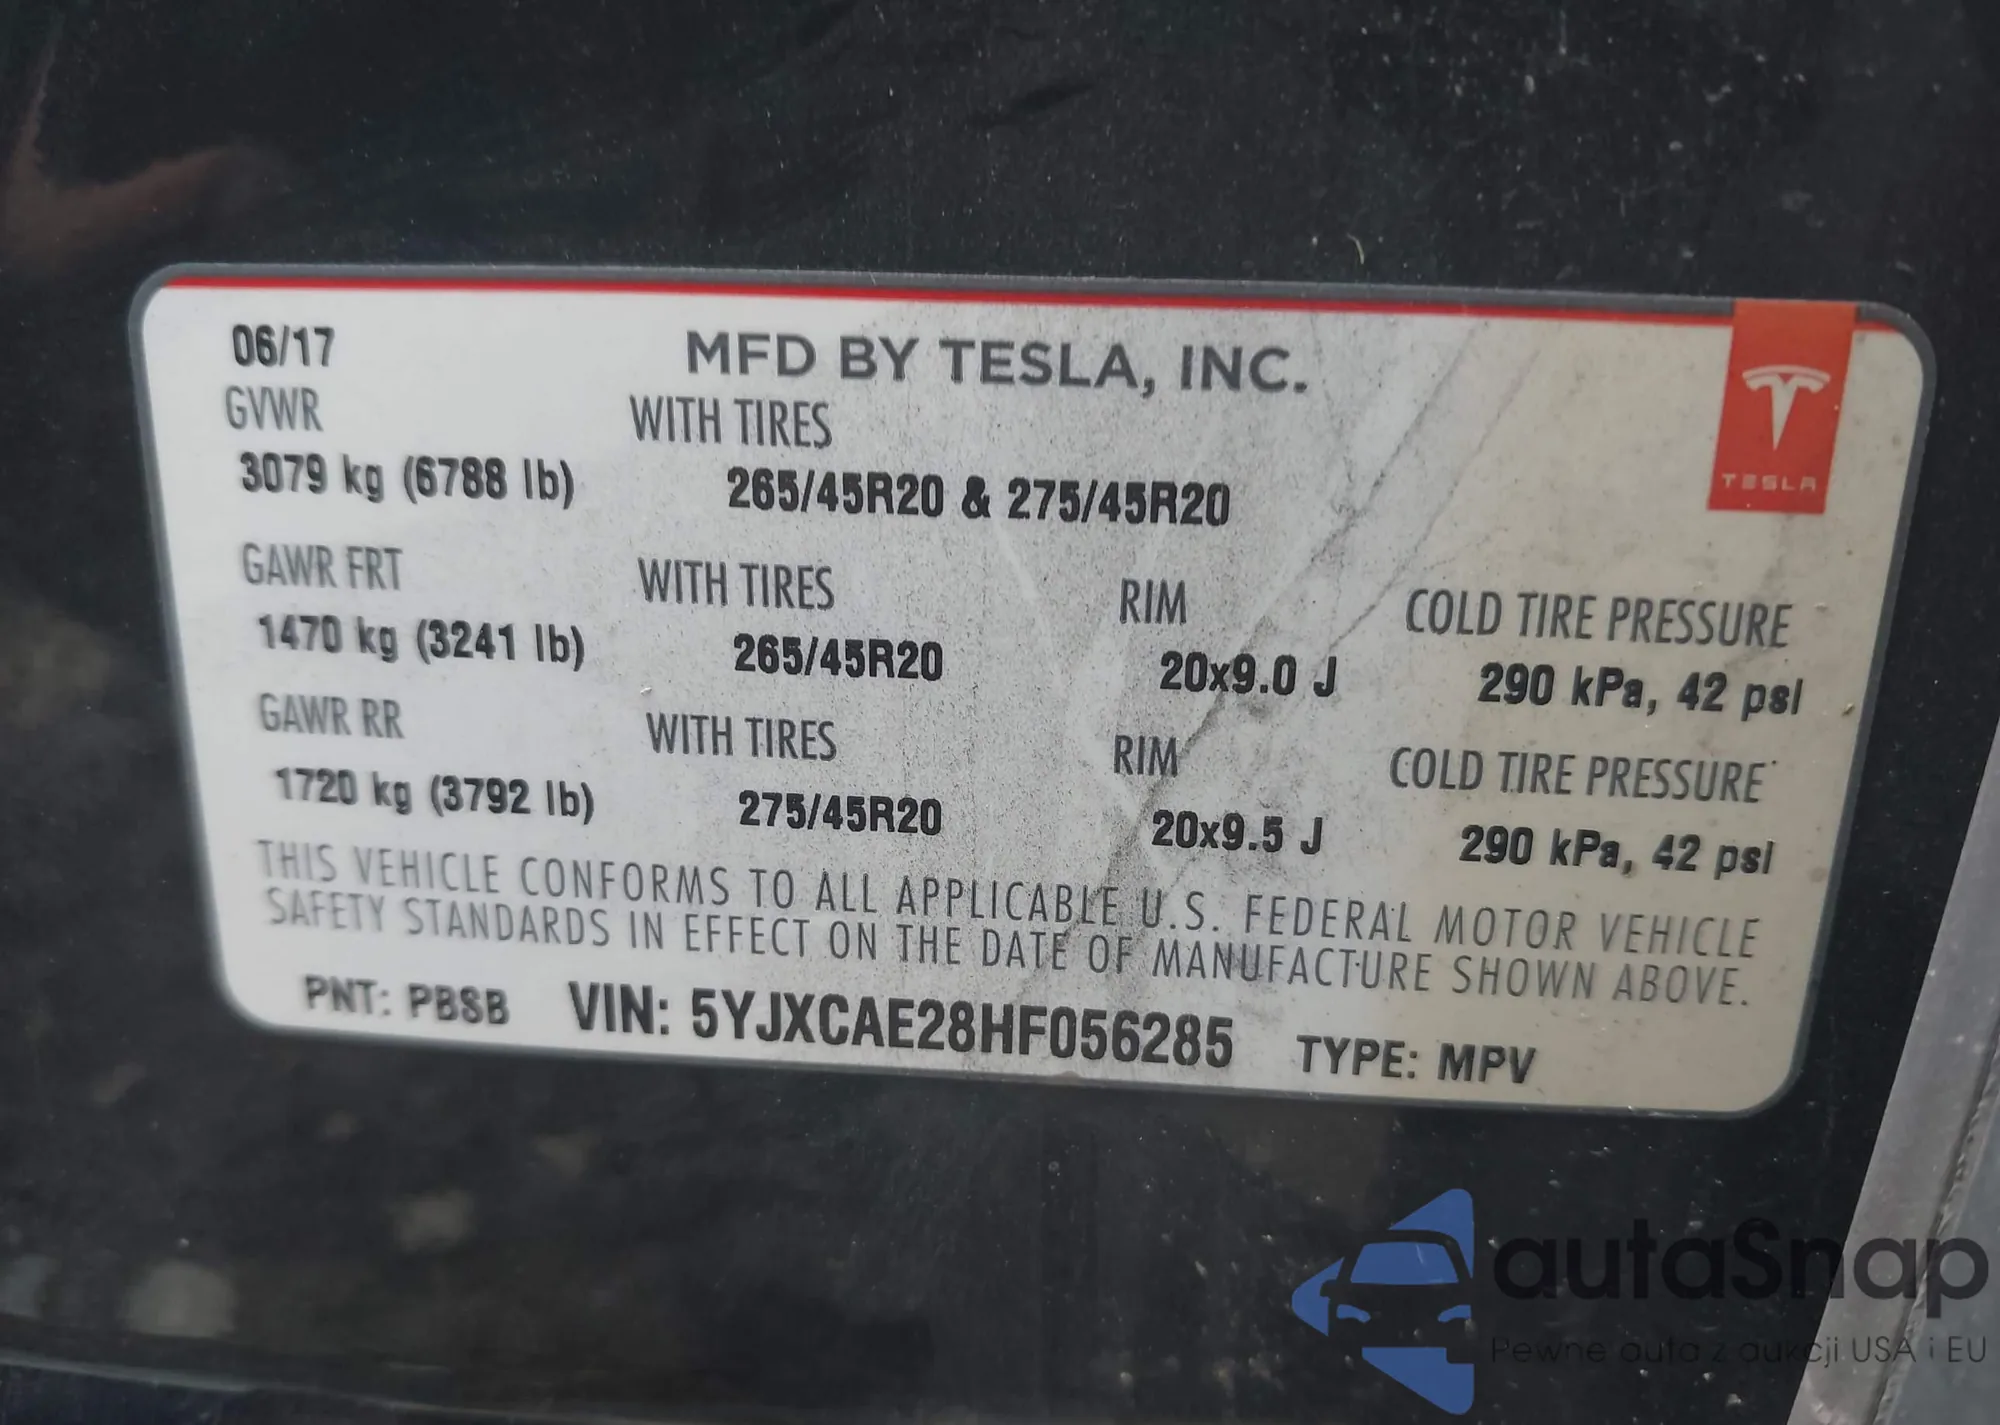 06/17 MFD BY TESLA, INC.
GVWR WITH TIRES
3079 kg (6788 lb) 265/45R20 & 275/45R20
TESLA
GAWR FRT WITH TIRES RIM COLD TIRE PRESSURE
1470 kg (3241 lb) 265/45R20 20x9.0 J 290 kPa, 42 psi
GAWR RR WITH TIRES RIM COLD TIRE PRESSURE
1720 kg (3792 lb) 275/45R20 20x9.5 J 290 kPa, 42 psi
THIS VEHICLE CONFORMS TO ALL APPLICABLE U.S. FEDERAL MOTOR VEHICLE
SAFETY STANDARDS IN EFFECT ON THE DATE OF MANUFACTURE SHOWN ABOVE.
PNT: PBSB VIN: 5YJXCAE28HF056285 TYPE: MPV
autaSnap
Pewne auta z aukcji USA i EU